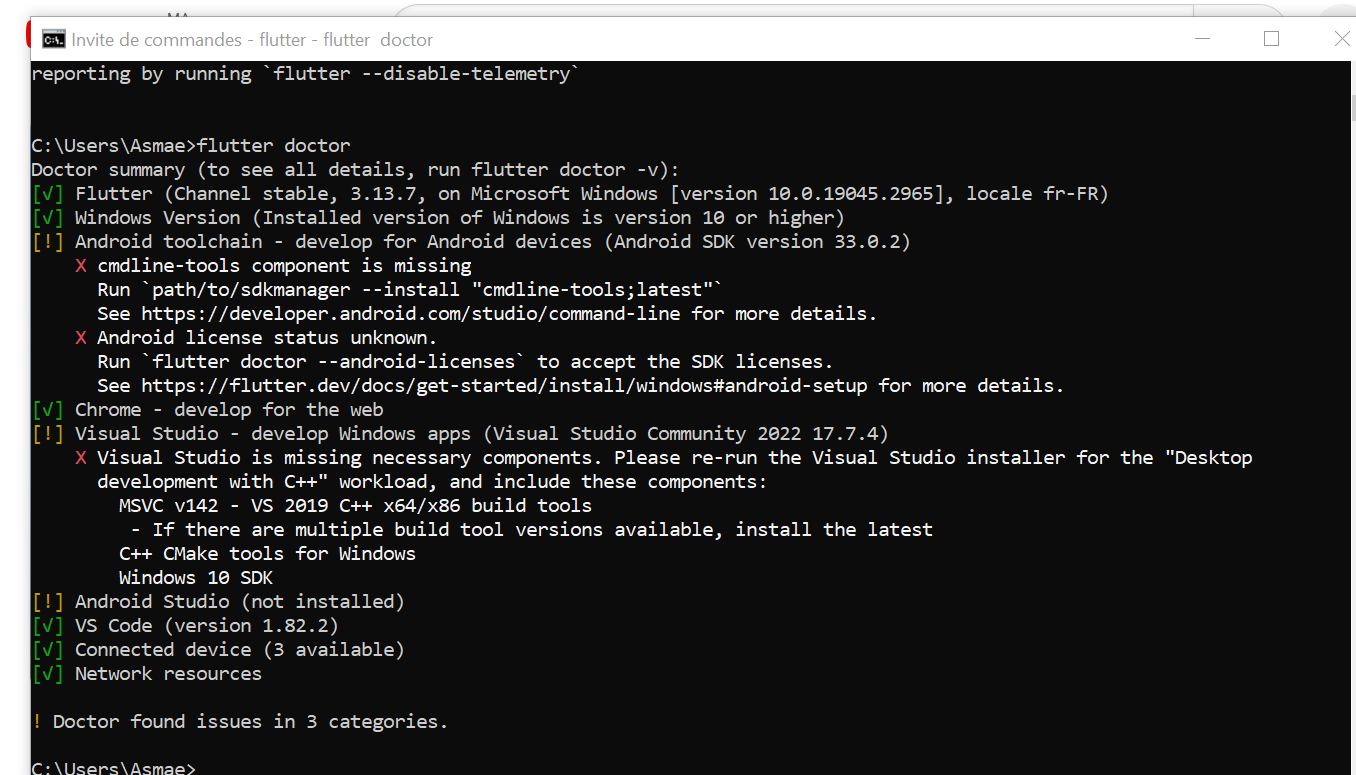 Invite de commandes - flutter - flutter doctor
reporting by running `flutter --disable-telemetry`
C:\Users\Asmae>flutter doctor
Doctor summary (to see all details, run flutter doctor -v):
[√] Flutter (Channel stable, 3.13.7, on Microsoft Windows [version 10.0.19045.2965], locale fr-FR)
[√] Windows Version (Installed version of Windows is version 10 or higher)
[!] Android toolchain - develop for Android devices (Android SDK version 33.0.2)
X cmdline-tools component is missing
Run `path/to/sdkmanager --install "cmdline-tools;latest"`
See https://developer.android.com/studio/command-line for more details.
X Android license status unknown.
Run `flutter doctor --android-licenses` to accept the SDK licenses.
See https://flutter.dev/docs/get-started/install/windows#android-setup for more details.
[√] Chrome - develop for the web
[!] Visual Studio - develop Windows apps (Visual Studio Community 2022 17.7.4)
X Visual Studio is missing necessary components. Please re-run the Visual Studio installer for the "Desktop
development with C++" workload, and include these components:
MSVC v142 - VS 2019 C++ x64/x86 build tools
- If there are multiple build tool versions available, install the latest
C++ CMake tools for Windows
Windows 10 SDK
[!] Android Studio (not installed)
[√] VS Code (version 1.82.2)
[√] Connected device (3 available)
[√] Network resources
! Doctor found issues in 3 categories.
C:\Users\Asmae>